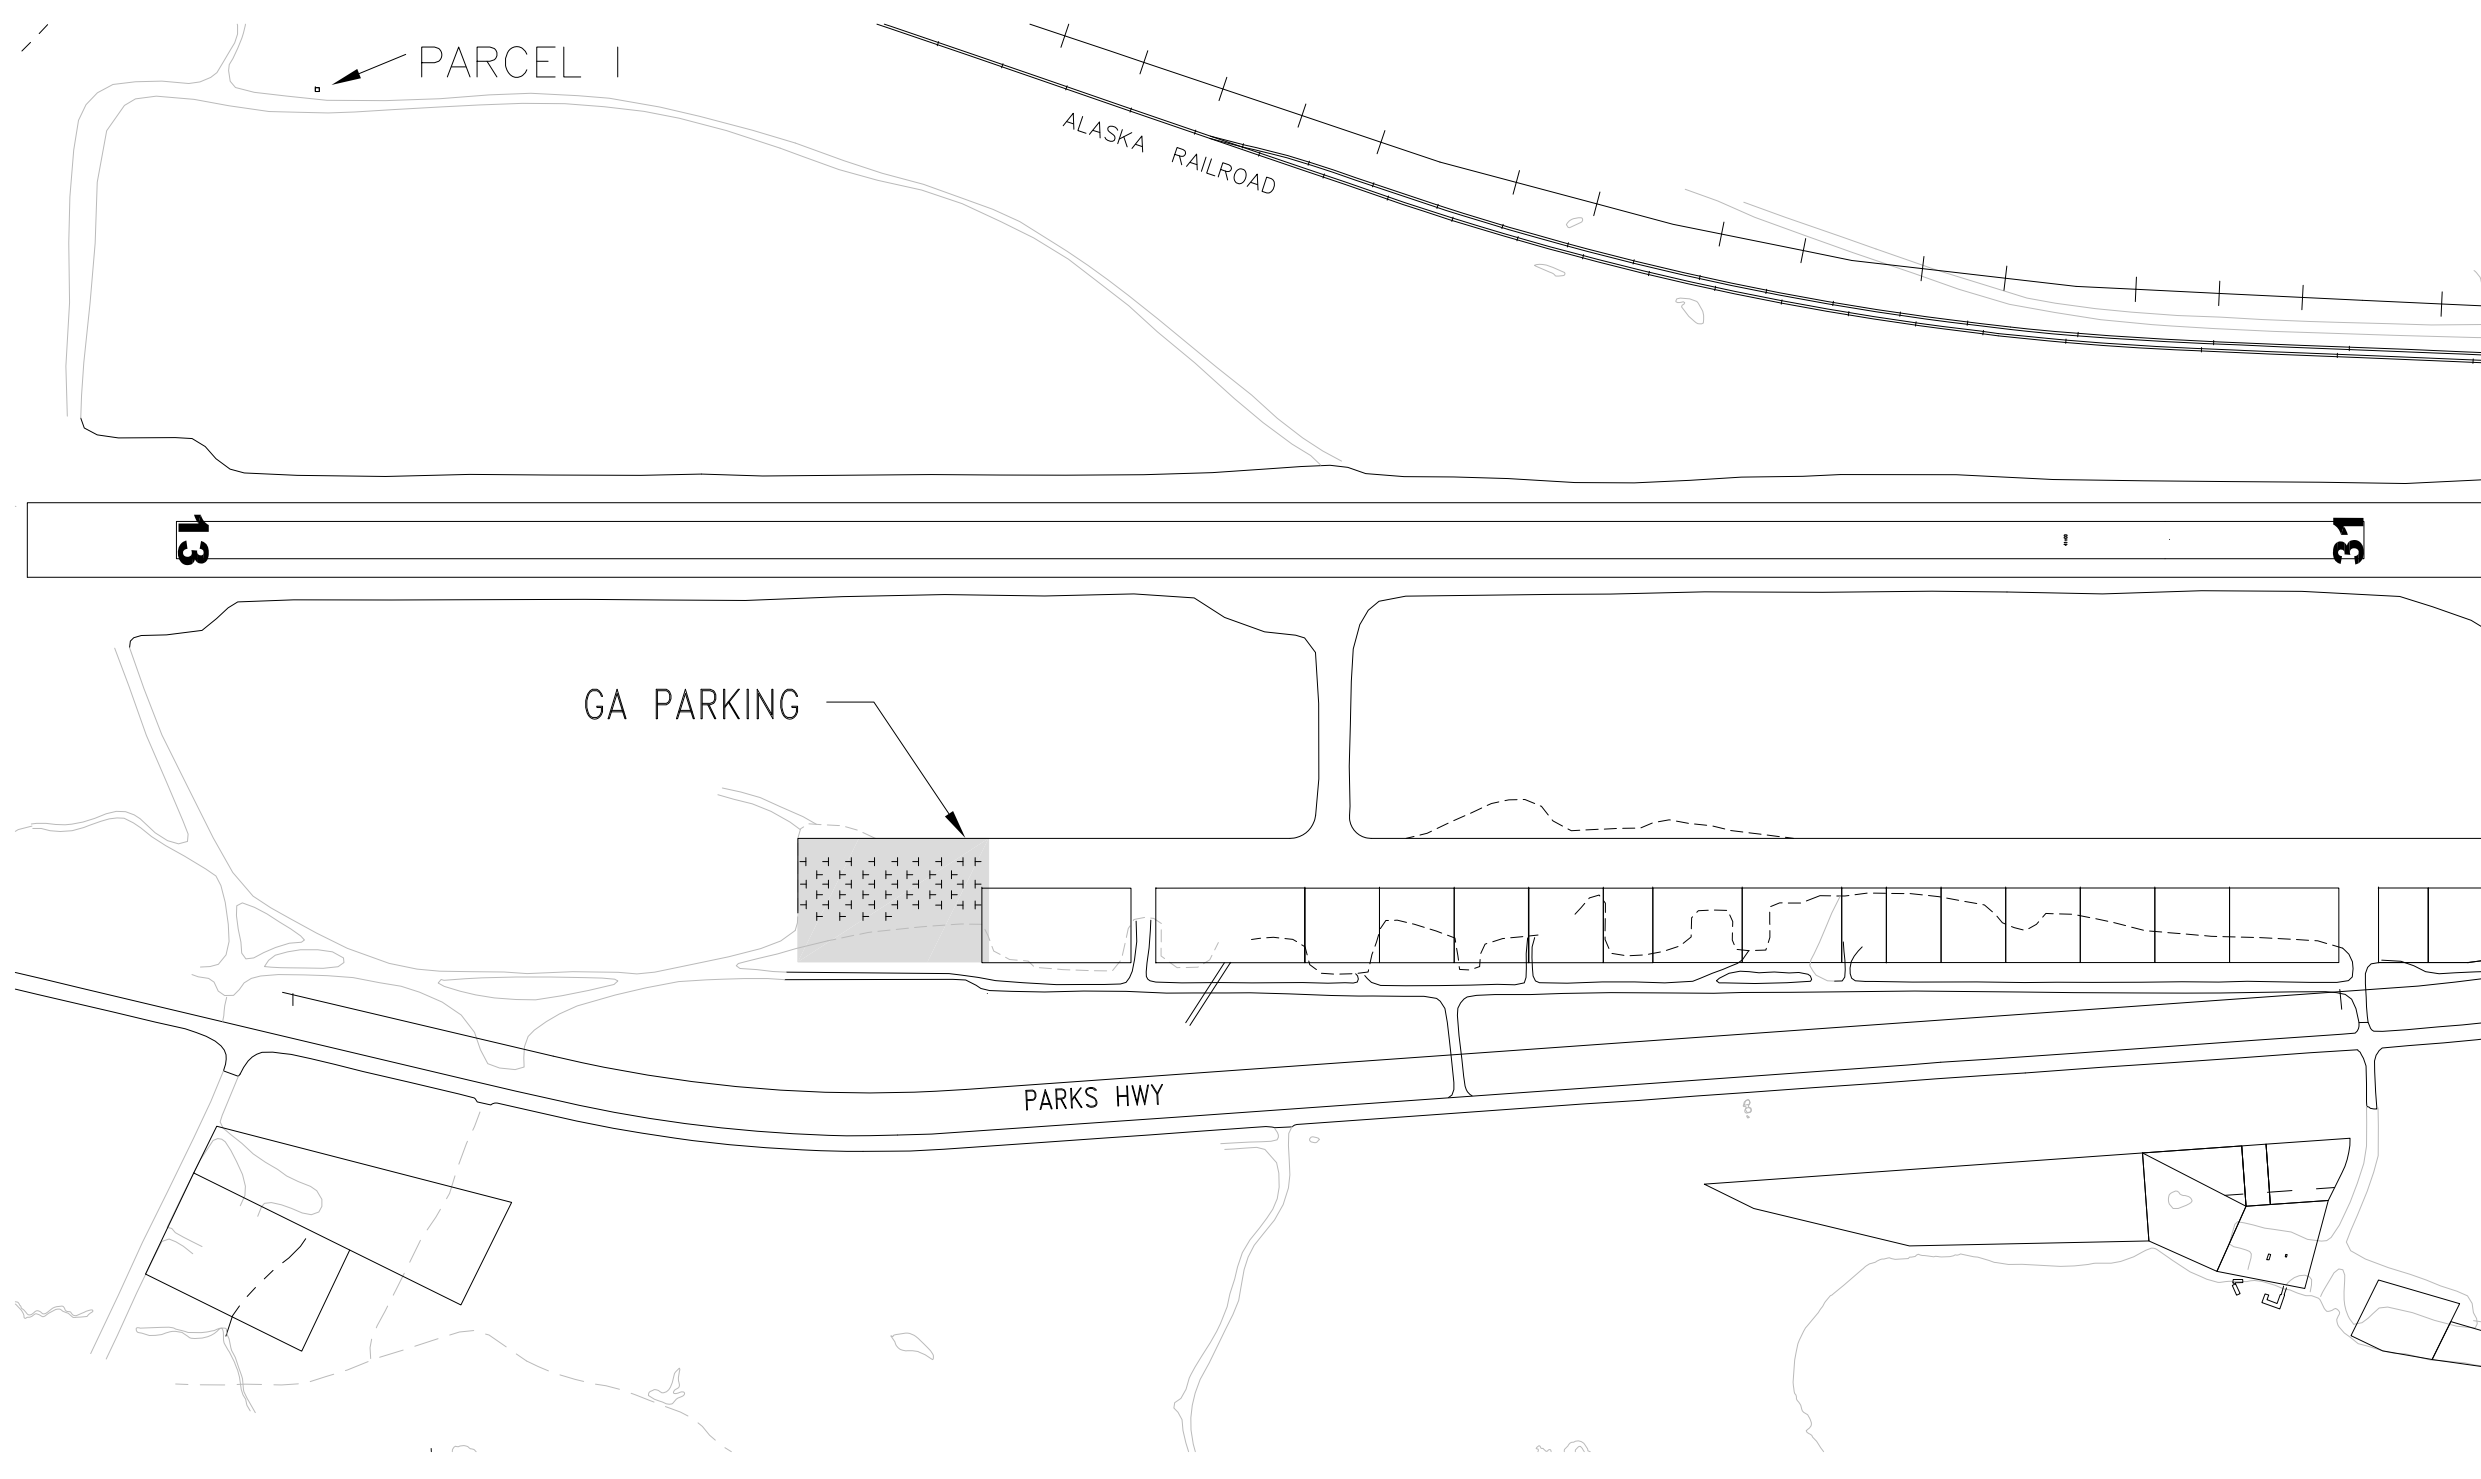 PARCEL I
ALASKA RAILROAD
13
31
GA PARKING
PARKS HWY